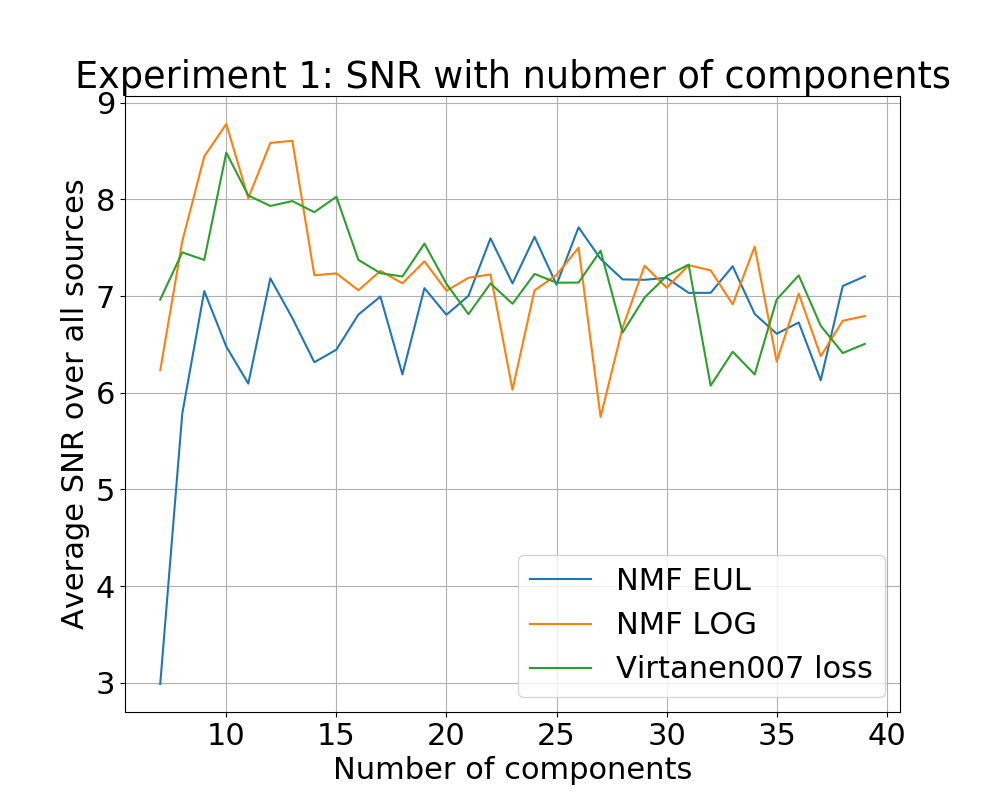 Experiment 1: SNR with nubmer of components
9
8
7
6
5
4
3
Average SNR over all sources
NMF EUL
NMF LOG
Virtanen007 loss
10 15 20 25 30 35 40
Number of components